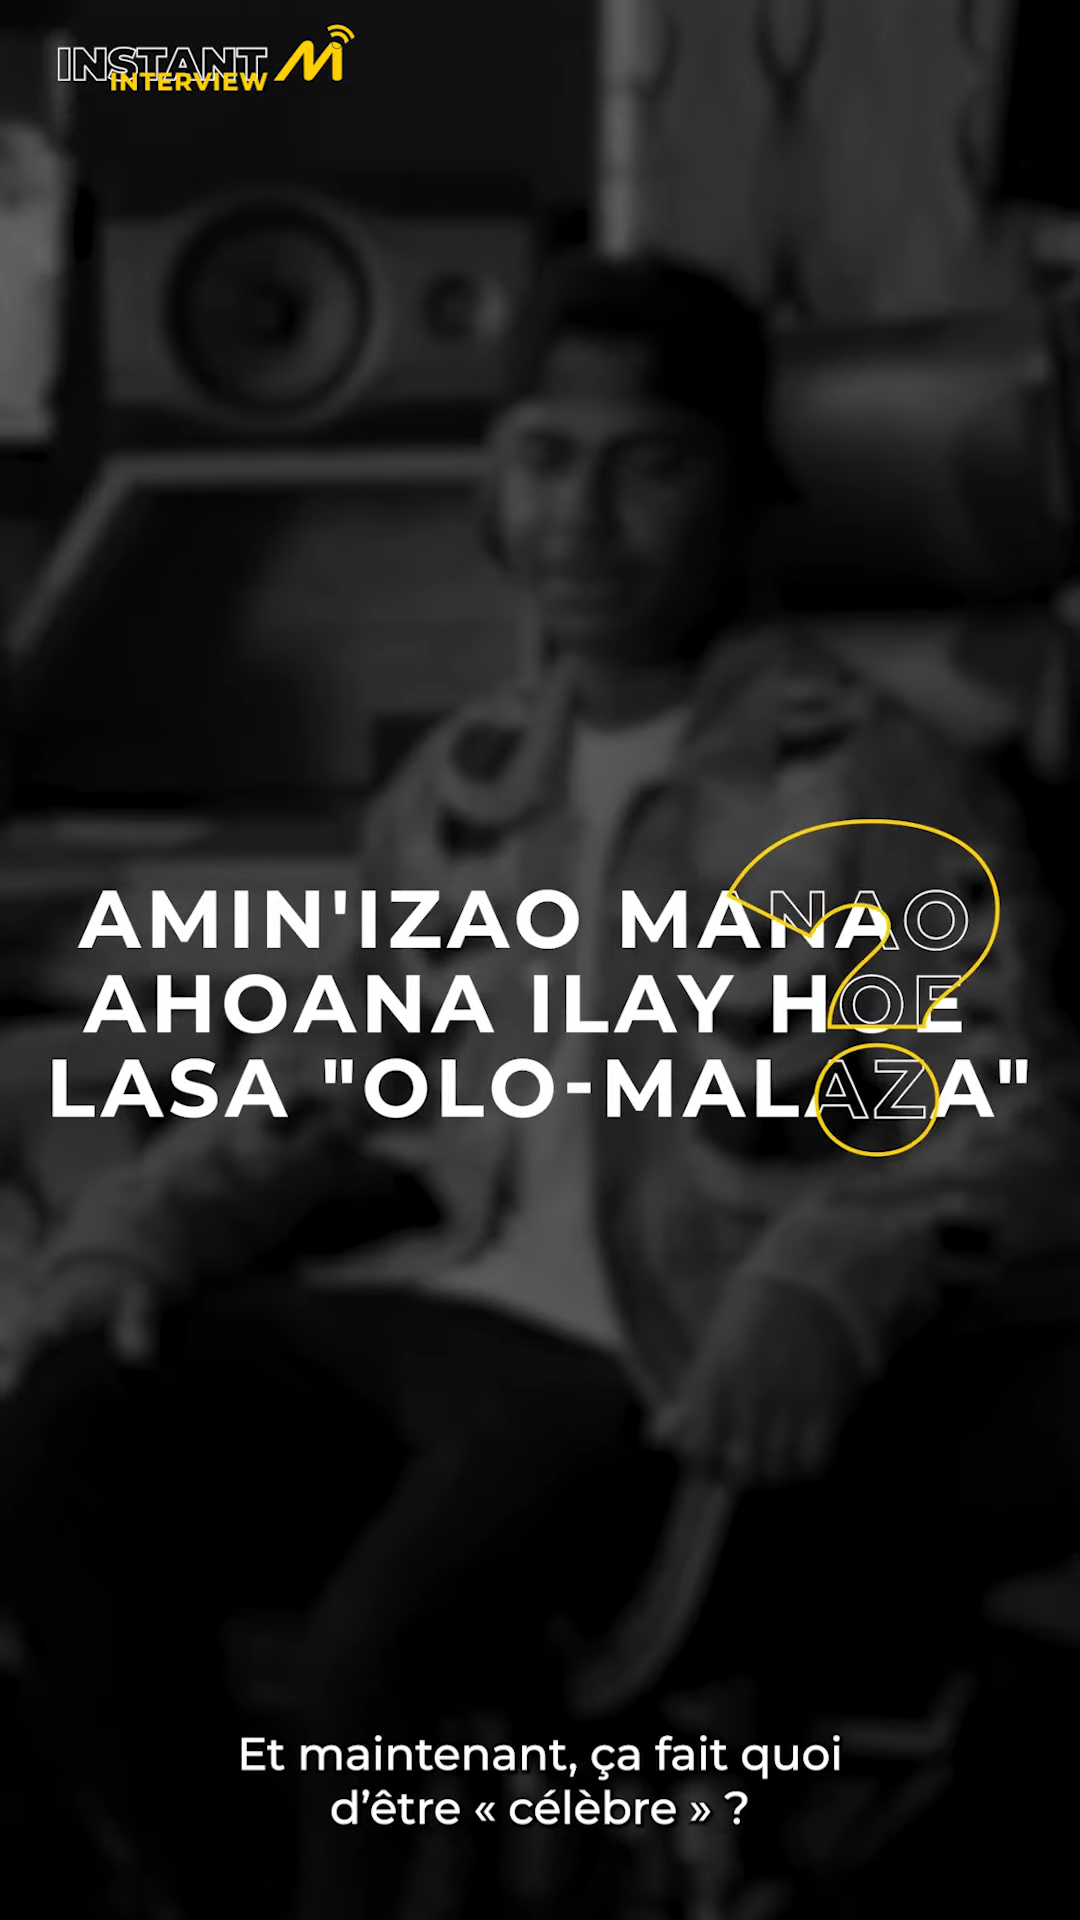 INSTANT M
INTERVIEW
AMIN'IZAO MANAO
AHOANA ILAY HOE
LASA "OLO-MALAZA"
?
Et maintenant, ça fait quoi
d’être « célèbre » ?